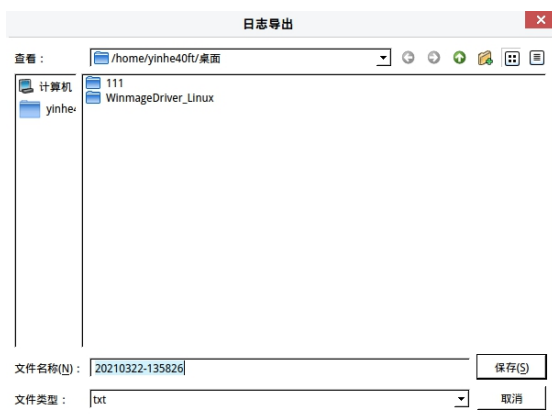 日志导出
查看： /home/yinhe40ft/桌面
计算机
yinhe4
111
WinmageDriver_Linux
文件名称(N)： 20210322-135826 保存(S)
文件类型： txt 取消